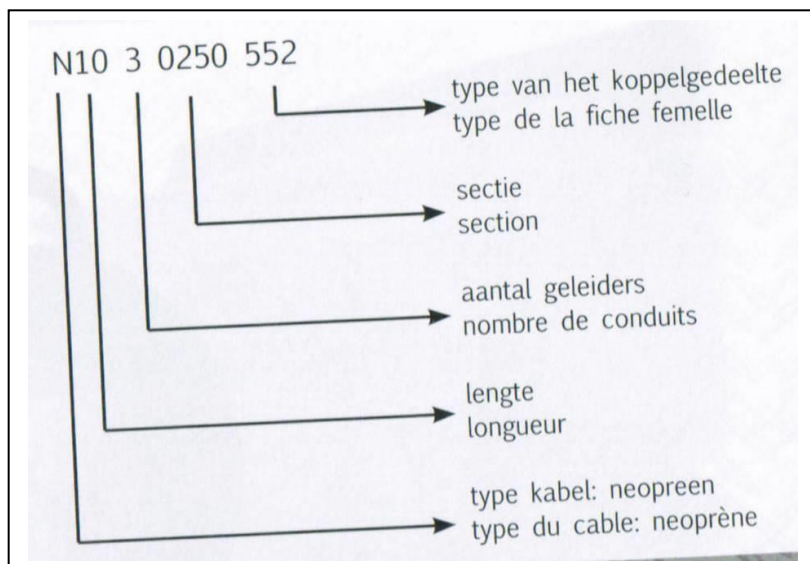 N10 3 0250 552
type van het koppelgedeelte
type de la fiche femelle
sectie
section
aantal geleiders
nombre de conduits
lengte
longueur
type kabel: neopreen
type du cable: neoprène